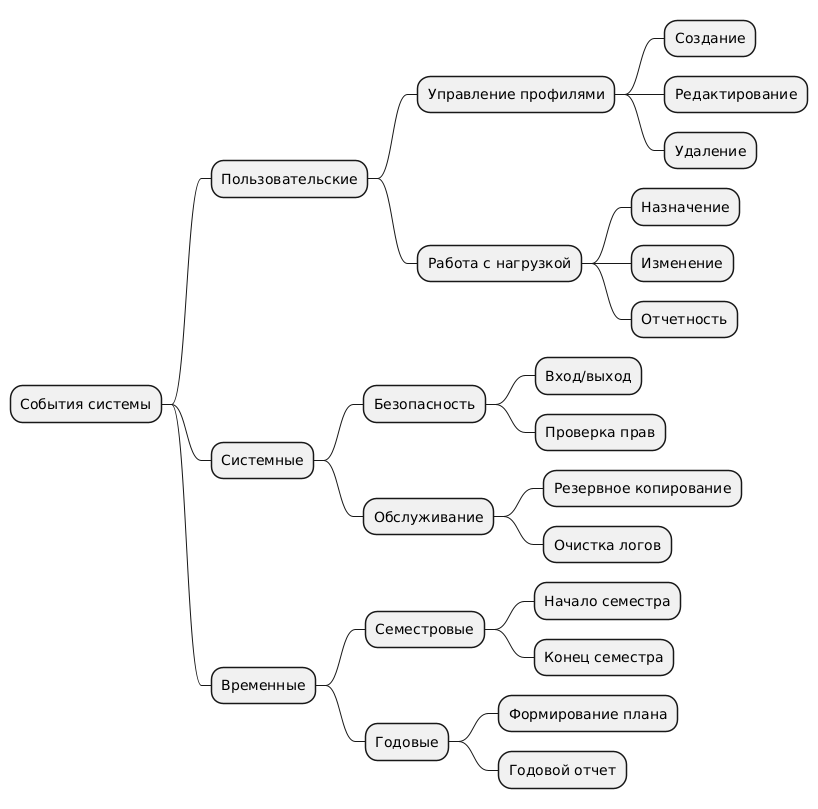 События системы
Пользовательские
Управление профилями
Создание
Редактирование
Удаление
Работа с нагрузкой
Назначение
Изменение
Отчетность
Системные
Безопасность
Вход/выход
Проверка прав
Обслуживание
Резервное копирование
Очистка логов
Временные
Семестровые
Начало семестра
Конец семестра
Годовые
Формирование плана
Годовой отчет